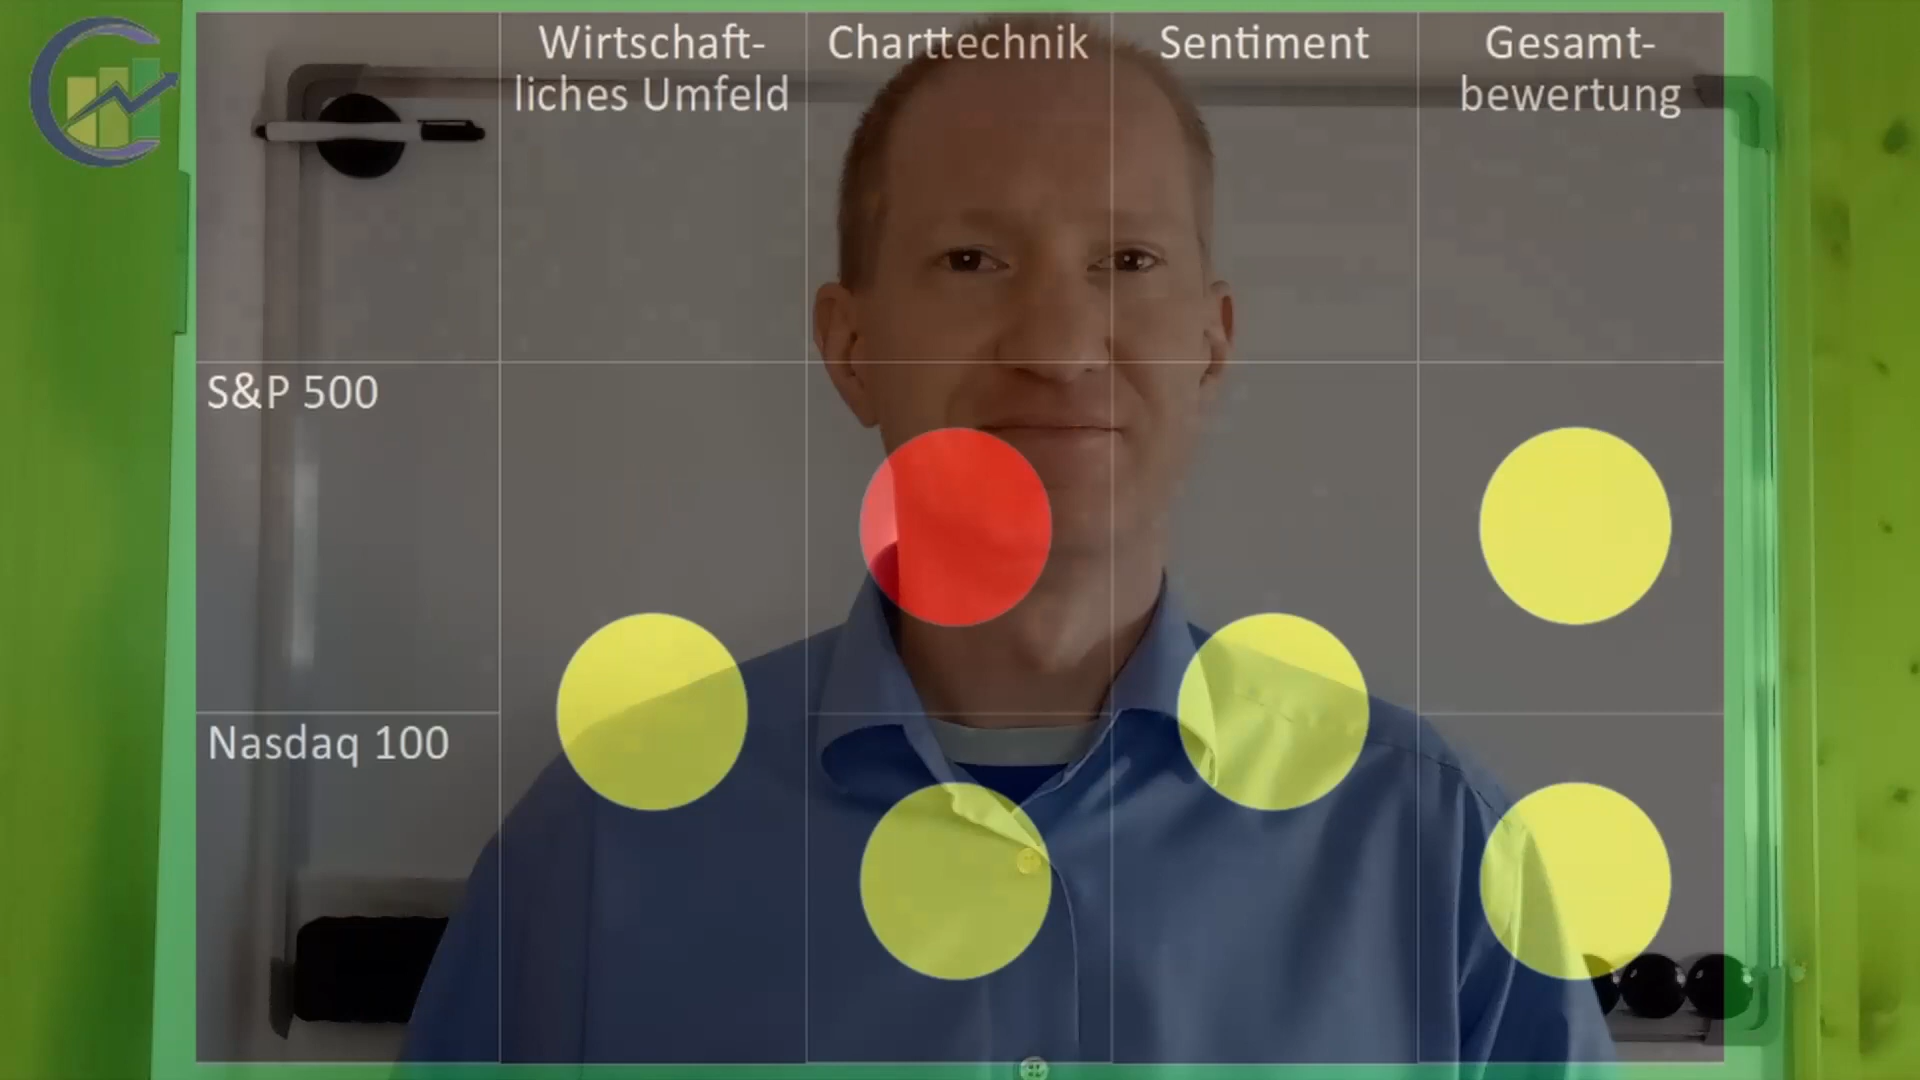 Wirtschaft-
liches Umfeld
Charttechnik
Sentiment
Gesamt-
bewertung
S&P 500
Nasdaq 100